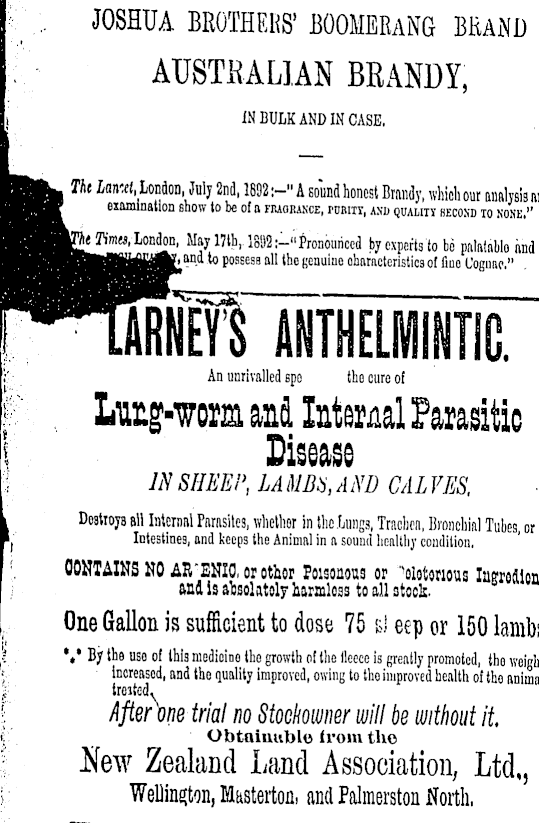 JOSHUA BROTHERS' BOOMERANG BRAND
AUSTRALIAN BRANDY,
IN BULK AND IN CASE.
The Lancet, London, July 2nd, 1892:—"A sound honest Brandy, which our analysis
examination show to be of a FRAGRANCE, PURITY, AND QUALITY SECOND TO NONE."
The Times, London, May 17th, 1892:—"Pronounced by experts to be palatable and
and to possess all the genuine characteristics of fine Cognac."
LARNEY'S ANTHELMINTIC.
An unrivalled the cure of
Lung-worm and Internal Parasitic
Disease
IN SHEEP, LAMBS, AND CALVES.
Destroys all Internal Parasites, whether in the Lungs, Trachea, Bronchial Tubes, or
Intestines, and keeps the Animal in a sound healthy condition.
CONTAINS NO ARSENIC, or other Poisonous or
and is absolutely harmless to all stock.
One Gallon is sufficient to dose 75 sheep or 150
*** By the use of this medicine the growth of the fleece is greatly promoted, the
increased, and the quality improved, owing to the improved health of the
treated.
After one trial no Stockowner will be without it.
Obtainable from the
New Zealand Land Association, Ltd.,
Wellington, Masterton, and Palmerston North.